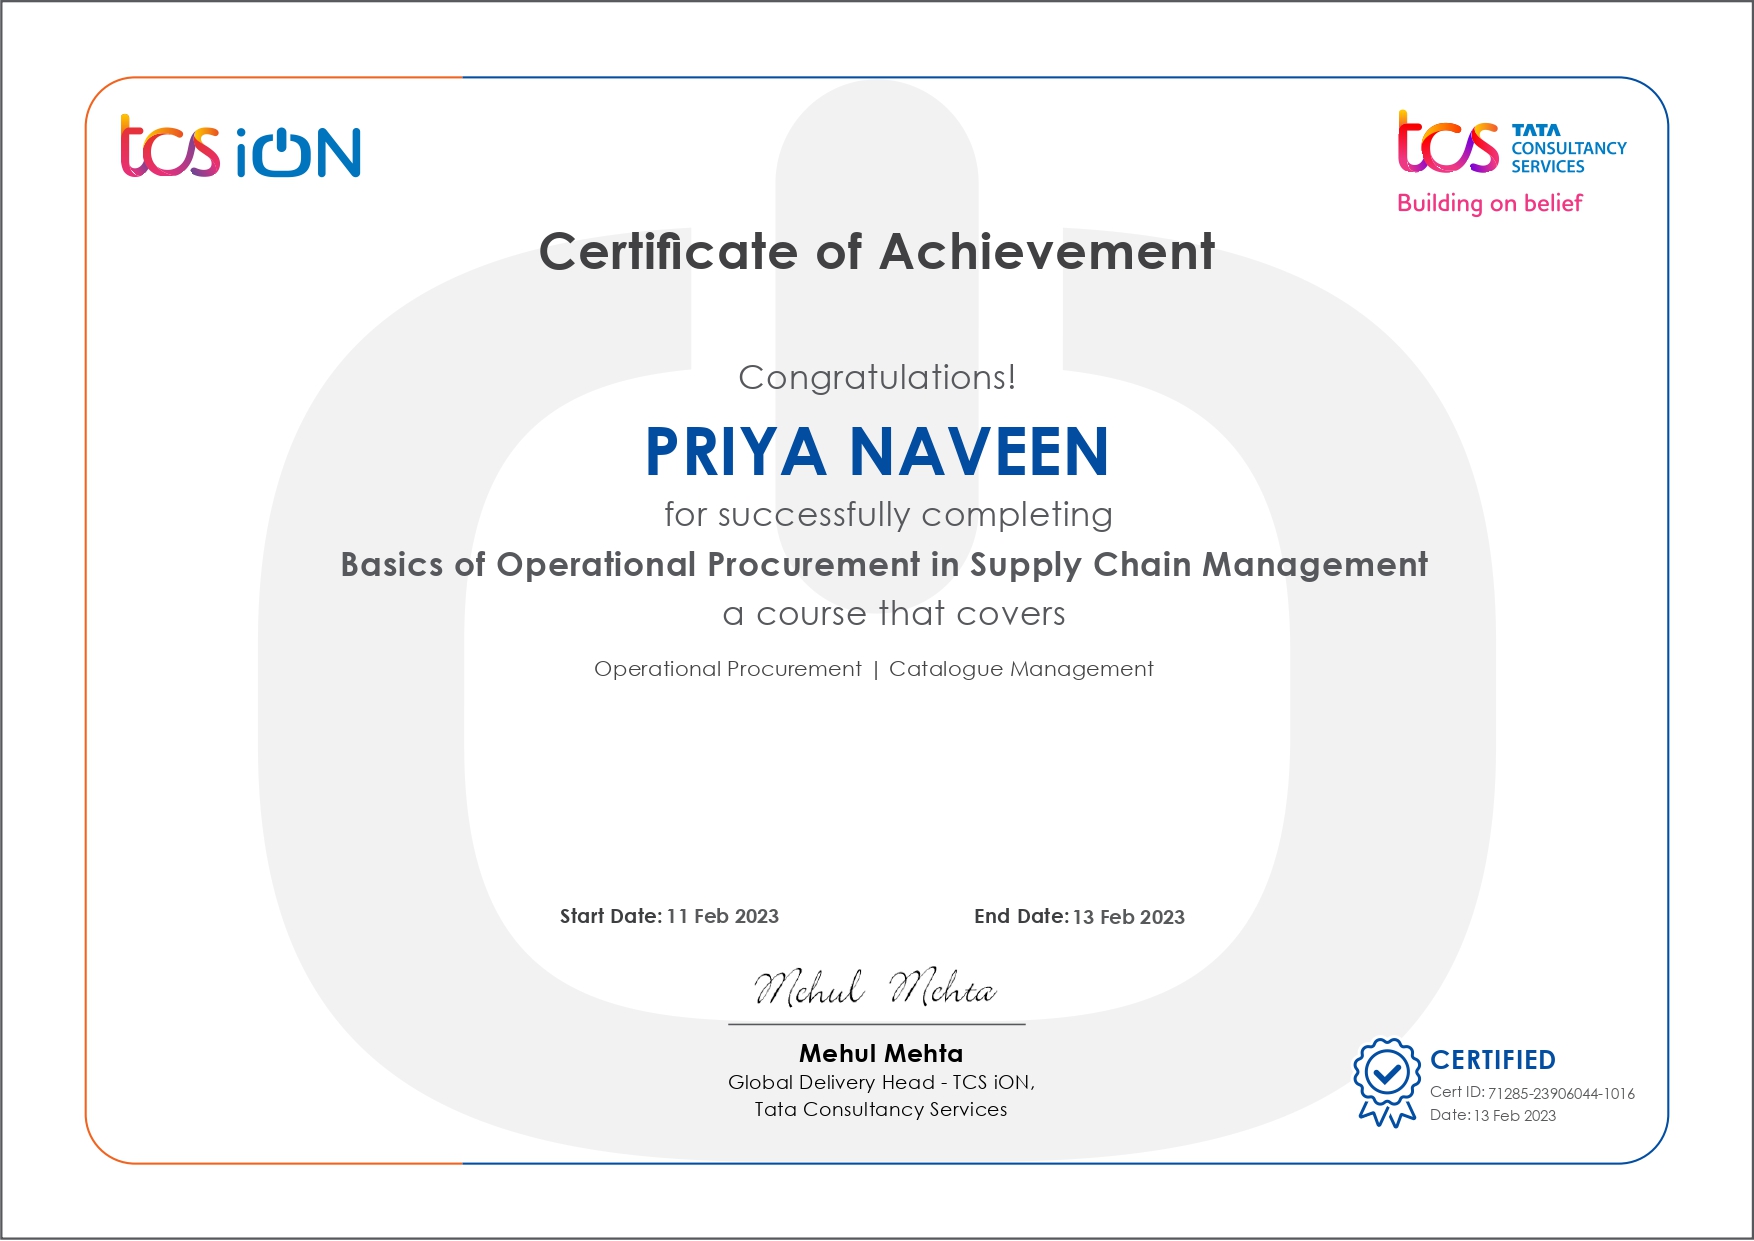 tcs iON
tcs TATA CONSULTANCY SERVICES
Building on belief
Certificate of Achievement
Congratulations!
PRIYA NAVEEN
for successfully completing
Basics of Operational Procurement in Supply Chain Management
a course that covers
Operational Procurement | Catalogue Management
Start Date: 11 Feb 2023 End Date: 13 Feb 2023
Mehul Mehta
Mehul Mehta
Global Delivery Head - TCS iON,
Tata Consultancy Services
CERTIFIED
Cert ID: 71285-23906044-1016
Date: 13 Feb 2023